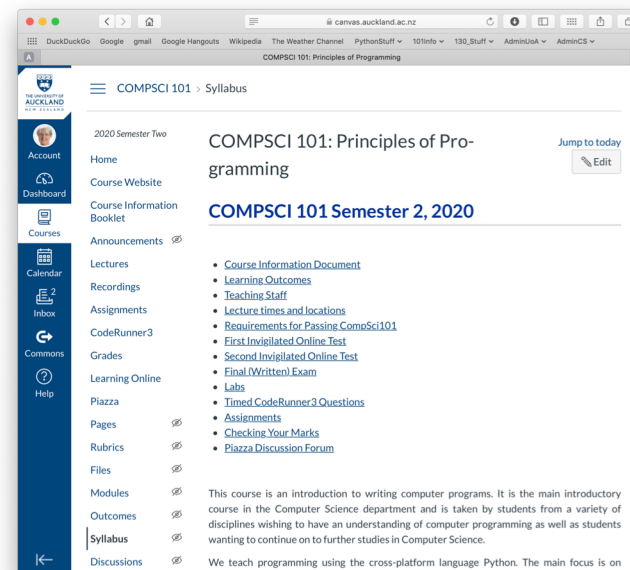 canvas.auckland.ac.nz
DuckDuckGo Google gmail Google Hangouts Wikipedia The Weather Channel PythonStuff 101Info 130_Stuff AdminUoA AdminCS
A COMPSCI 101: Principles of Programming
THE UNIVERSITY OF
AUCKLAND
NEW ZEALAND
Account
Dashboard
Courses
Calendar
2
Inbox
Commons
Help
COMPSCI 101 > Syllabus
2020 Semester Two
Home
Course Website
Course Information
Booklet
Announcements
Lectures
Recordings
Assignments
CodeRunner3
Grades
Learning Online
Piazza
Pages
Rubrics
Files
Modules
Outcomes
Syllabus
Discussions
COMPSCI 101: Principles of Pro-
gramming
Jump to today
Edit
COMPSCI 101 Semester 2, 2020
Course Information Document
Learning Outcomes
Teaching Staff
Lecture times and locations
Requirements for Passing CompSci101
First Invigilated Online Test
Second Invigilated Online Test
Final (Written) Exam
Labs
Timed CodeRunner3 Questions
Assignments
Checking Your Marks
Piazza Discussion Forum
This course is an introduction to writing computer programs. It is the main introductory
course in the Computer Science department and is taken by students from a variety of
disciplines wishing to have an understanding of computer programming as well as students
wanting to continue on to further studies in Computer Science.
We teach programming using the cross-platform language Python. The main focus is on